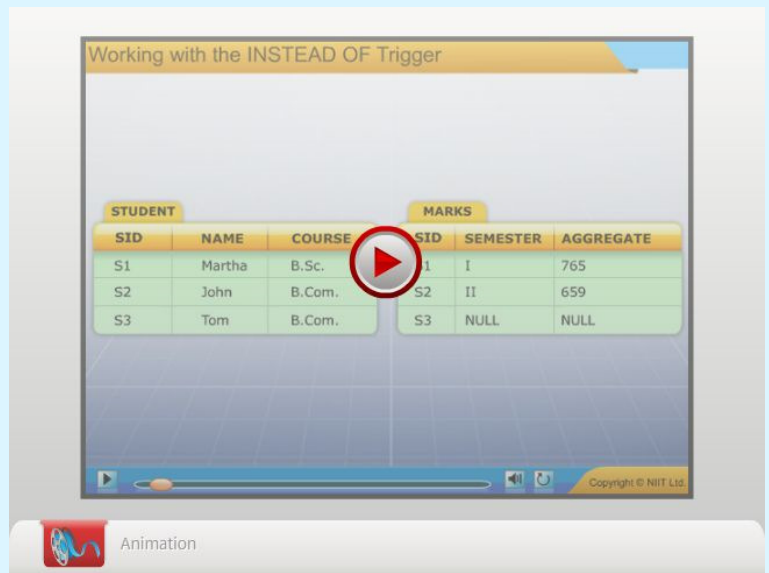 Working with the INSTEAD OF Trigger
STUDENT
SID NAME COURSE
S1 Martha B.Sc.
S2 John B.Com.
S3 Tom B.Com.
MARKS
SID SEMESTER AGGREGATE
S1 I 765
S2 II 659
S3 NULL NULL
Copyright © NIIT Ltd.
Animation